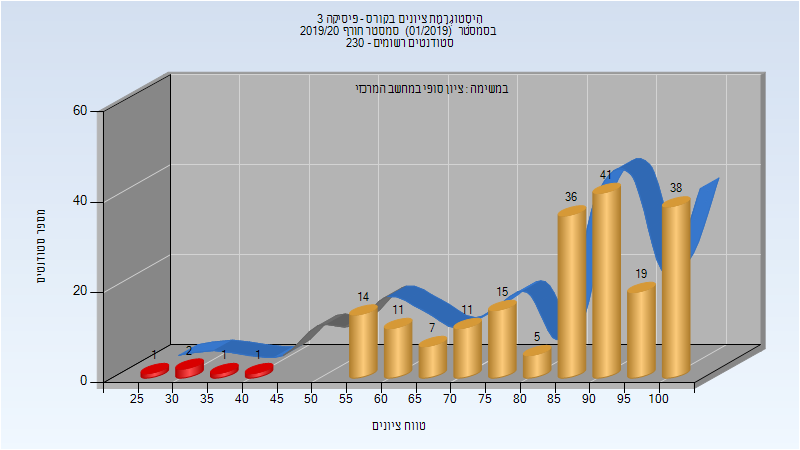 היסטוגרמת ציונים בקורס - פיסיקה 3
בסמסטר (01/2019) סמסטר חורף 2019/20
סטודנטים רשומים - 230
במשימה : ציון סופי במחשב המרכזי
60
40
20
0
מספר סטודנטים
1
2
1
1
14
11
7
11
15
5
36
41
19
38
25 30 35 40 45 50 55 60 65 70 75 80 85 90 95 100
טווח ציונים